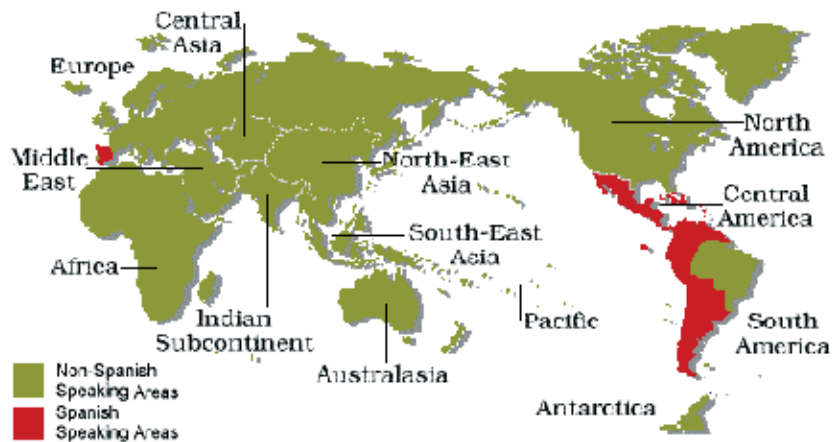 Central
Asia
Europe
Middle
East
North-East
Asia
North
America
Central
America
South-East
Asia
Africa
Indian
Subcontinent
Pacific
South
America
Australasia
Antarctica
Non-Spanish
Speaking Areas
Spanish
Speaking Areas